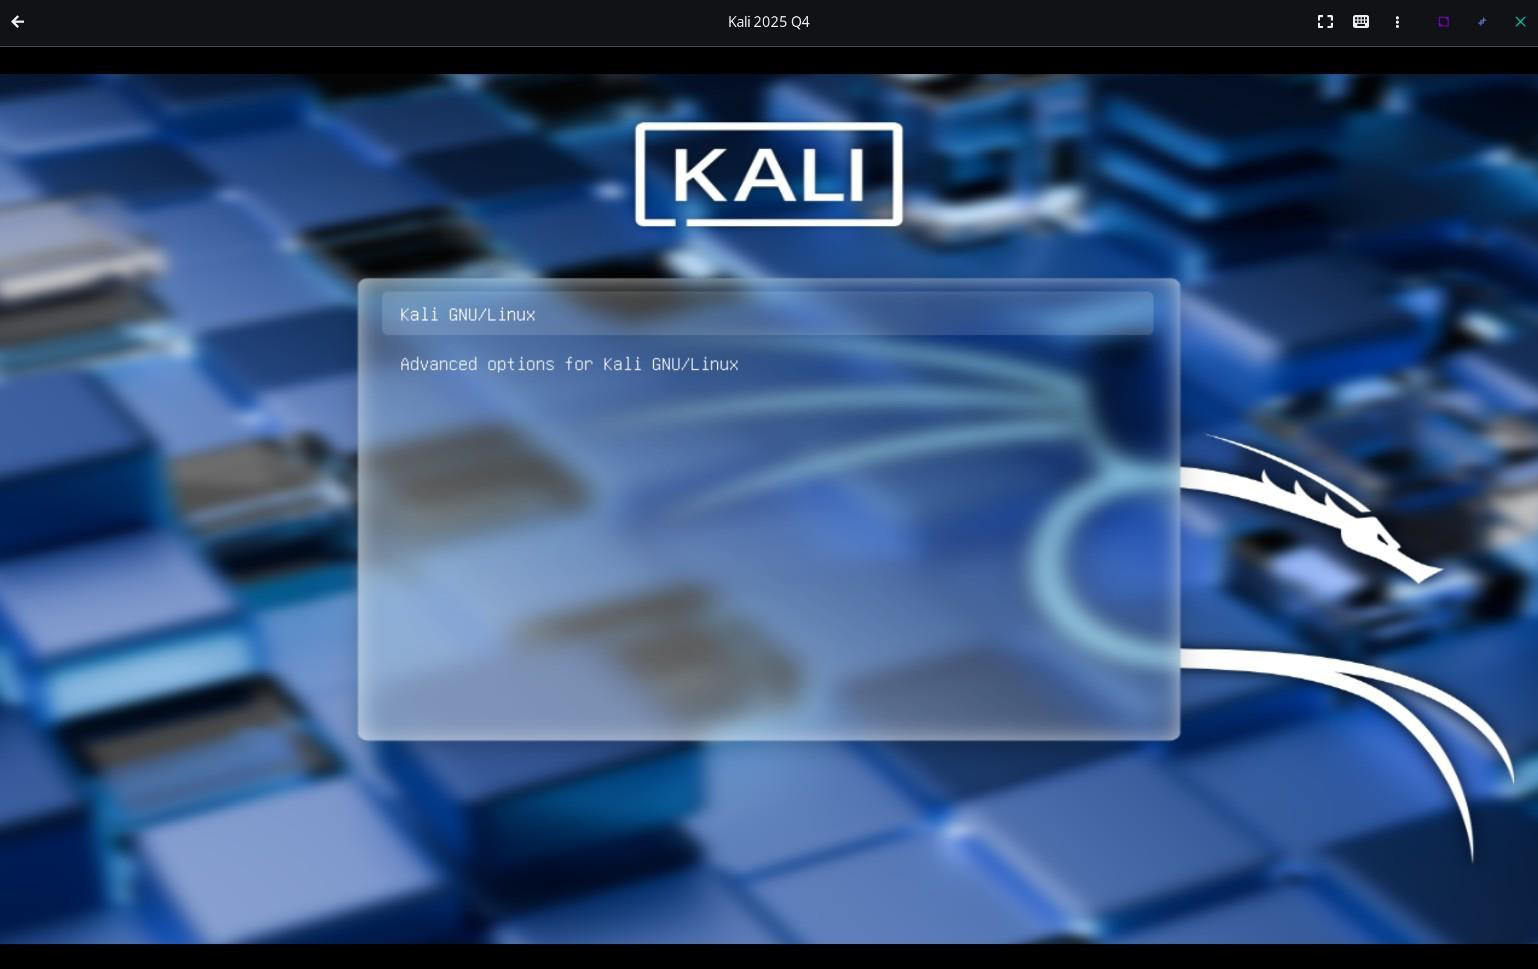 Kali 2025 Q4
KALI
Kali GNU/Linux
Advanced options for Kali GNU/Linux